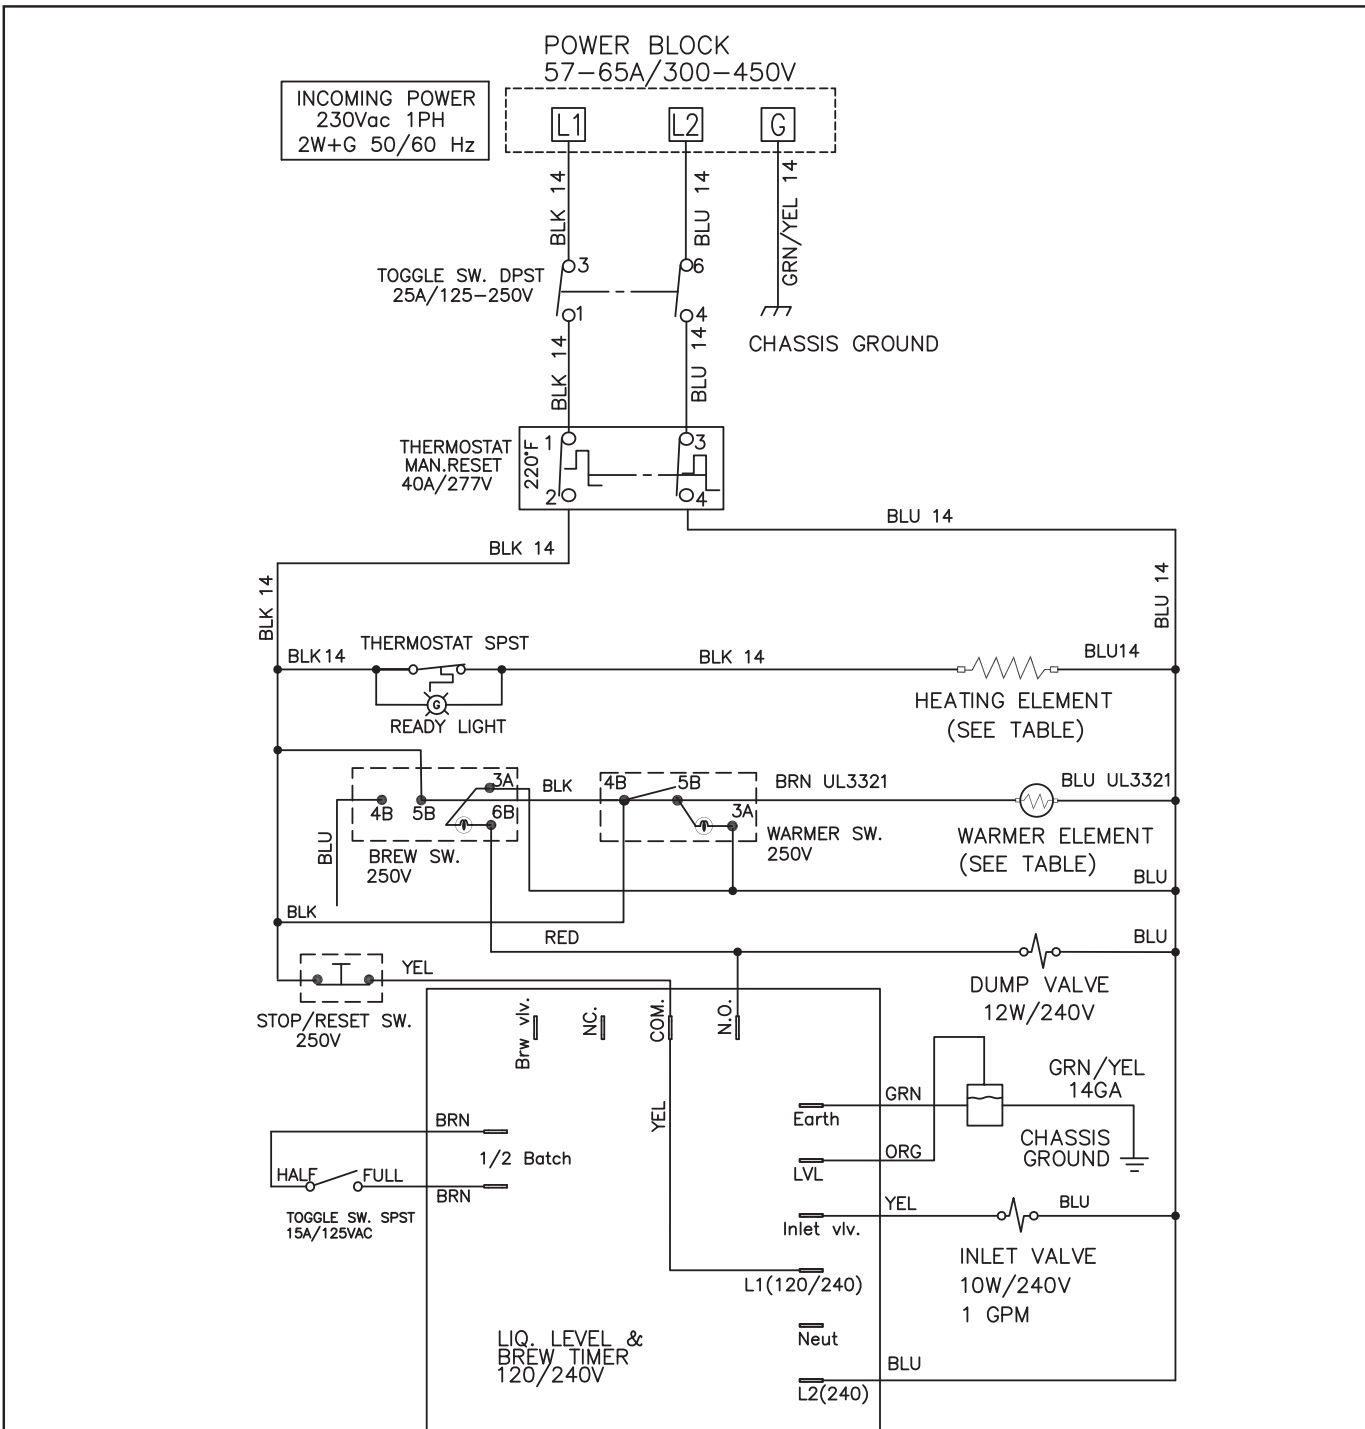 POWER BLOCK
57-65A/300-450V
INCOMING POWER
230Vac 1PH
2W+G 50/60 Hz
L1
L2
G
BLK 14
BLU 14
GRN/YEL 14
3
6
TOGGLE SW. DPST
25A/125-250V
1
4
CHASSIS GROUND
BLK 14
BLU 14
THERMOSTAT
MAN.RESET
40A/277V
220°F
1
3
2
4
BLU 14
BLK 14
BLK 14
BLU 14
THERMOSTAT SPST
BLK14
BLK 14
BLU14
G
READY LIGHT
HEATING ELEMENT
(SEE TABLE)
3A
BLK
4B
5B
BRN UL3321
BLU UL3321
4B
5B
6B
3A
BLU
BREW SW.
250V
WARMER SW.
250V
WARMER ELEMENT
(SEE TABLE)
BLU
BLK
RED
BLU
YEL
STOP/RESET SW.
250V
DUMP VALVE
12W/240V
Brw vlv.
NC.
COM.
N.O.
YEL
GRN
GRN/YEL
14GA
Earth
BRN
1/2 Batch
ORG
CHASSIS
GROUND
HALF
FULL
BRN
LVL
TOGGLE SW. SPST
15A/125VAC
YEL
BLU
Inlet vlv.
INLET VALVE
10W/240V
1 GPM
L1(120/240)
LIQ. LEVEL &
BREW TIMER
120/240V
Neut
BLU
L2(240)